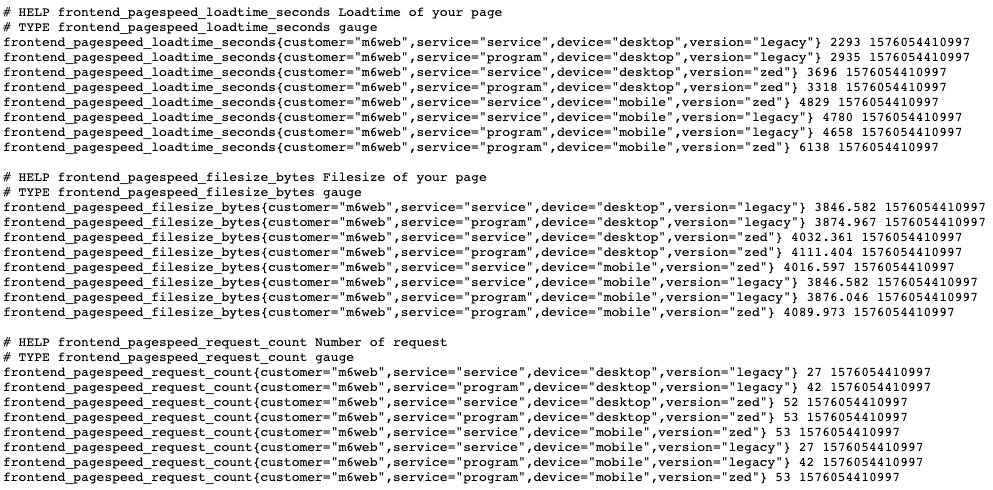 # HELP frontend_pagespeed_loadtime_seconds Loadtime of your page
# TYPE frontend_pagespeed_loadtime_seconds gauge
frontend_pagespeed_loadtime_seconds{customer="m6web",service="service",device="desktop",version="legacy"} 2293 1576054410997
frontend_pagespeed_loadtime_seconds{customer="m6web",service="program",device="desktop",version="legacy"} 2935 1576054410997
frontend_pagespeed_loadtime_seconds{customer="m6web",service="service",device="desktop",version="zed"} 3696 1576054410997
frontend_pagespeed_loadtime_seconds{customer="m6web",service="program",device="desktop",version="zed"} 3318 1576054410997
frontend_pagespeed_loadtime_seconds{customer="m6web",service="service",device="mobile",version="zed"} 4829 1576054410997
frontend_pagespeed_loadtime_seconds{customer="m6web",service="service",device="mobile",version="legacy"} 4780 1576054410997
frontend_pagespeed_loadtime_seconds{customer="m6web",service="program",device="mobile",version="legacy"} 4658 1576054410997
frontend_pagespeed_loadtime_seconds{customer="m6web",service="program",device="mobile",version="zed"} 6138 1576054410997
# HELP frontend_pagespeed_filesize_bytes Filesize of your page
# TYPE frontend_pagespeed_filesize_bytes gauge
frontend_pagespeed_filesize_bytes{customer="m6web",service="service",device="desktop",version="legacy"} 3846.582 1576054410997
frontend_pagespeed_filesize_bytes{customer="m6web",service="program",device="desktop",version="legacy"} 3874.967 1576054410997
frontend_pagespeed_filesize_bytes{customer="m6web",service="service",device="desktop",version="zed"} 4032.361 1576054410997
frontend_pagespeed_filesize_bytes{customer="m6web",service="program",device="desktop",version="zed"} 4111.404 1576054410997
frontend_pagespeed_filesize_bytes{customer="m6web",service="service",device="mobile",version="zed"} 4016.597 1576054410997
frontend_pagespeed_filesize_bytes{customer="m6web",service="service",device="mobile",version="legacy"} 3846.582 1576054410997
frontend_pagespeed_filesize_bytes{customer="m6web",service="program",device="mobile",version="legacy"} 3876.046 1576054410997
frontend_pagespeed_filesize_bytes{customer="m6web",service="program",device="mobile",version="zed"} 4089.973 1576054410997
# HELP frontend_pagespeed_request_count Number of request
# TYPE frontend_pagespeed_request_count gauge
frontend_pagespeed_request_count{customer="m6web",service="service",device="desktop",version="legacy"} 27 1576054410997
frontend_pagespeed_request_count{customer="m6web",service="program",device="desktop",version="legacy"} 42 1576054410997
frontend_pagespeed_request_count{customer="m6web",service="service",device="desktop",version="zed"} 52 1576054410997
frontend_pagespeed_request_count{customer="m6web",service="program",device="desktop",version="zed"} 53 1576054410997
frontend_pagespeed_request_count{customer="m6web",service="service",device="mobile",version="zed"} 53 1576054410997
frontend_pagespeed_request_count{customer="m6web",service="service",device="mobile",version="legacy"} 27 1576054410997
frontend_pagespeed_request_count{customer="m6web",service="program",device="mobile",version="legacy"} 42 1576054410997
frontend_pagespeed_request_count{customer="m6web",service="program",device="mobile",version="zed"} 53 1576054410997